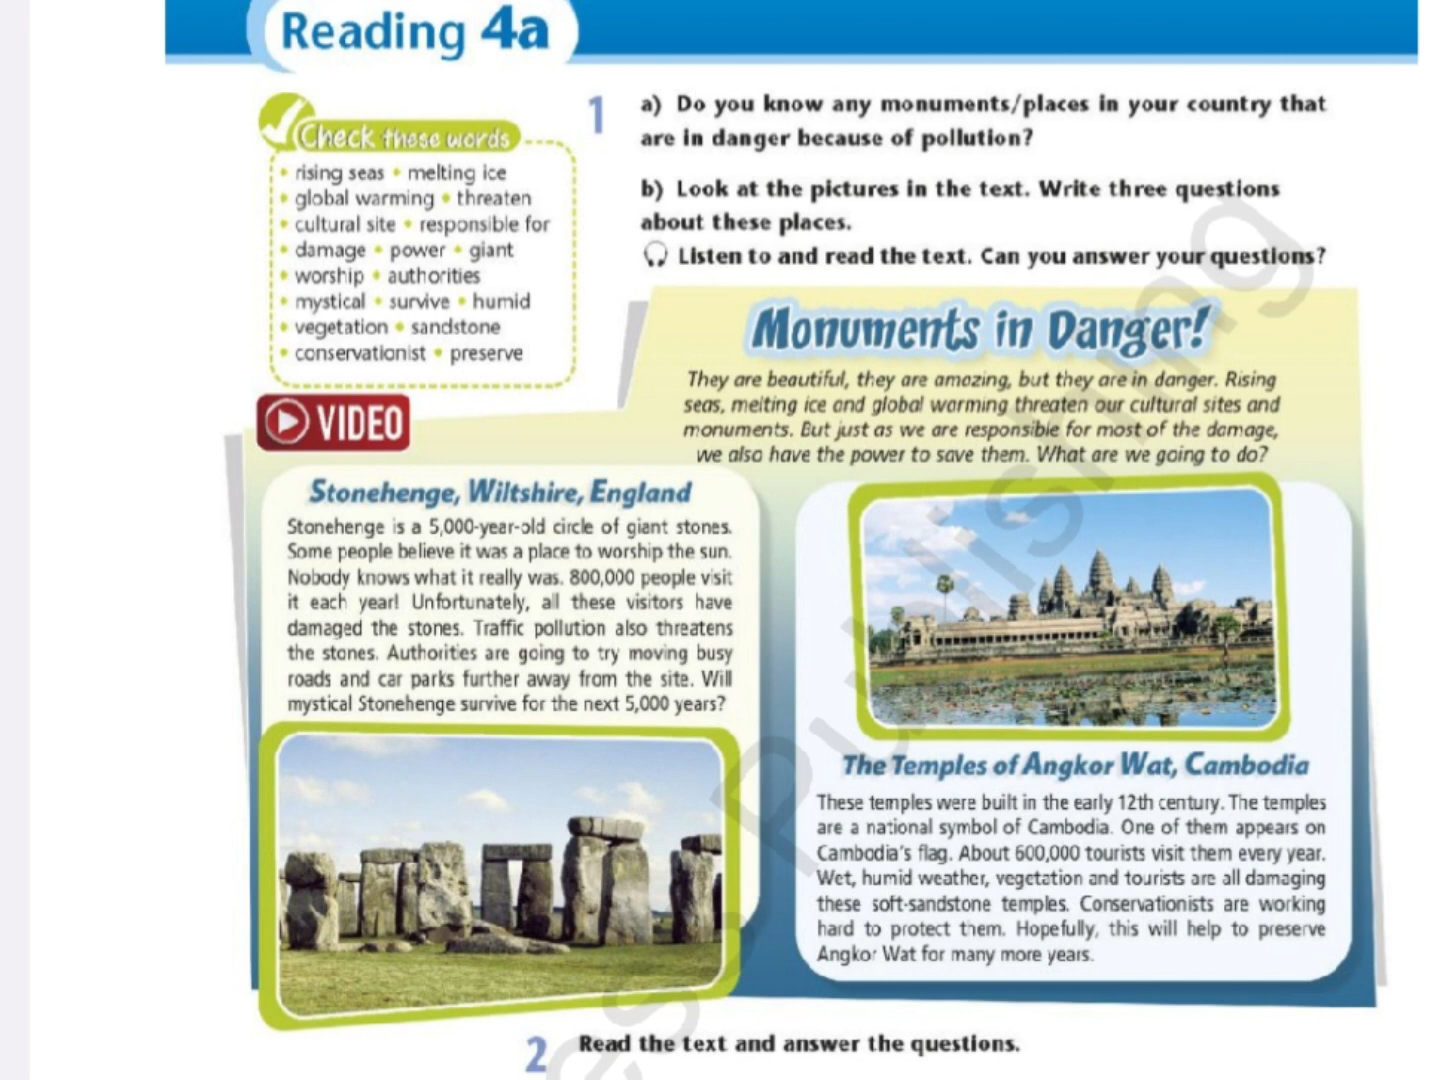 Reading 4a
Check these words
• rising seas • melting ice
• global warming • threaten
• cultural site • responsible for
• damage • power • giant
• worship • authorities
• mystical • survive • humid
• vegetation • sandstone
• conservationist • preserve
VIDEO
1
a) Do you know any monuments/places in your country that
are in danger because of pollution?
b) Look at the pictures in the text. Write three questions
about these places.
Listen to and read the text. Can you answer your questions?
Monuments in Danger!
They are beautiful, they are amazing, but they are in danger. Rising
seas, melting ice and global warming threaten our cultural sites and
monuments. But just as we are responsible for most of the damage,
we also have the power to save them. What are we going to do?
Stonehenge, Wiltshire, England
Stonehenge is a 5,000-year-old circle of giant stones.
Some people believe it was a place to worship the sun.
Nobody knows what it really was. 800,000 people visit
it each year! Unfortunately, all these visitors have
damaged the stones. Traffic pollution also threatens
the stones. Authorities are going to try moving busy
roads and car parks further away from the site. Will
mystical Stonehenge survive for the next 5,000 years?
The Temples of Angkor Wat, Cambodia
These temples were built in the early 12th century. The temples
are a national symbol of Cambodia. One of them appears on
Cambodia's flag. About 600,000 tourists visit them every year.
Wet, humid weather, vegetation and tourists are all damaging
these soft-sandstone temples. Conservationists are working
hard to protect them. Hopefully, this will help to preserve
Angkor Wat for many more years.
2
Read the text and answer the questions.
Publishing